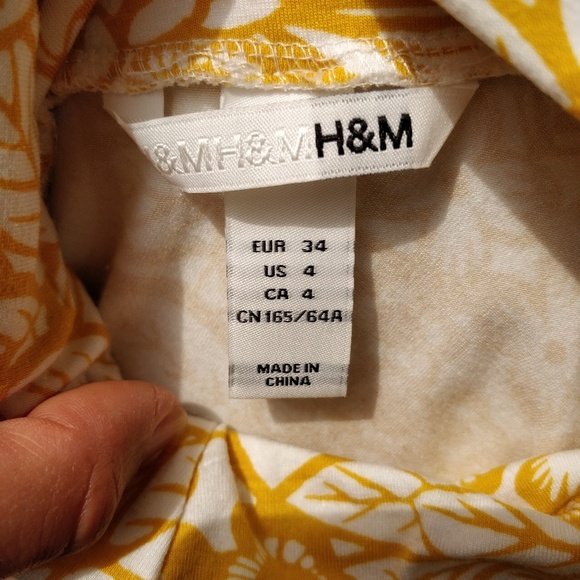 H&MH&MH&M
EUR 34
US 4
CA 4
CN 165/64A
MADE IN
CHINA